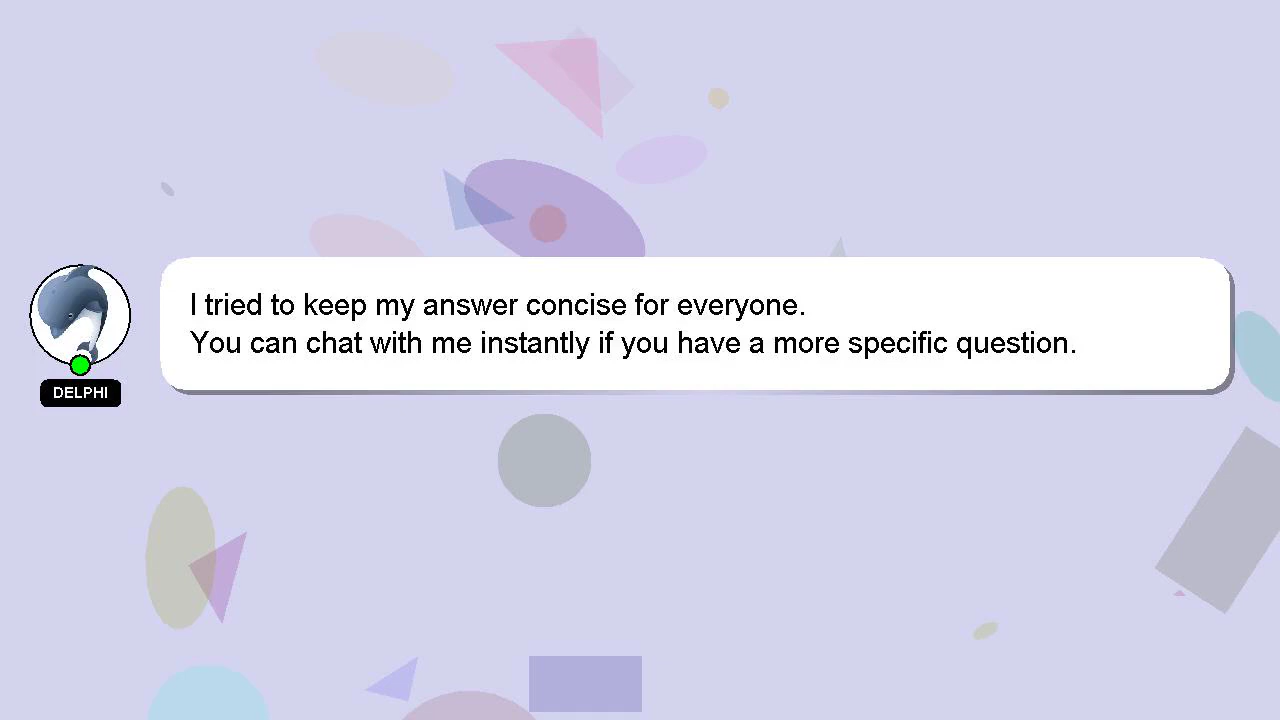 I tried to keep my answer concise for everyone.
You can chat with me instantly if you have a more specific question.
DELPHI